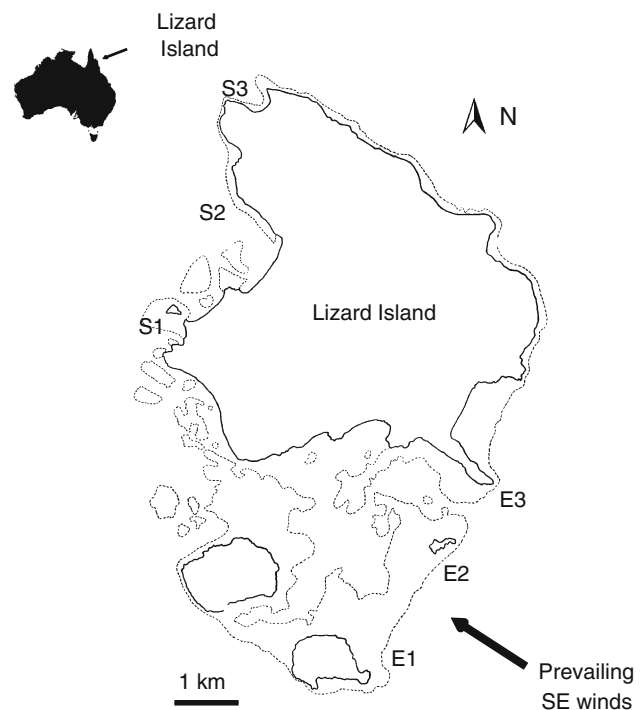 Lizard
Island
S3
N
S2
Lizard Island
S1
E3
E2
E1
1 km
Prevailing
SE winds